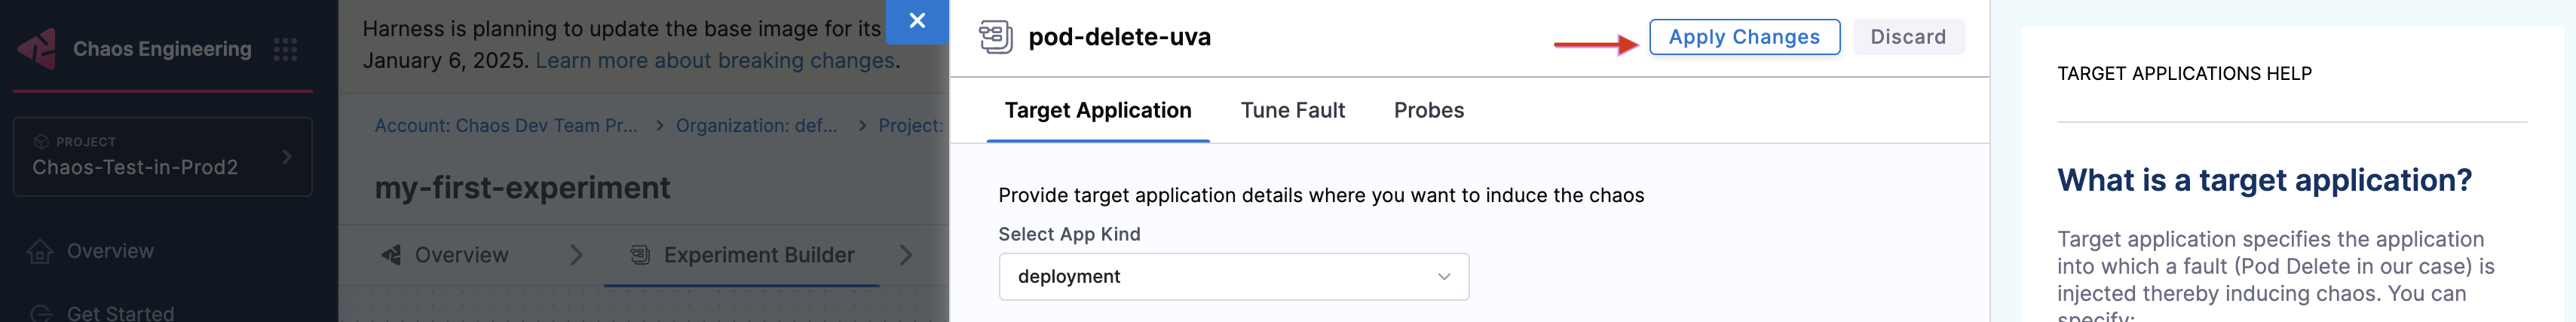 Chaos Engineering
PROJECT
Chaos-Test-in-Prod2
Overview
Get Started
Harness is planning to update the base image for its
January 6, 2025. Learn more about breaking changes.
Account: Chaos Dev Team Pr... > Organization: def... > Project:
my-first-experiment
Overview
Experiment Builder
pod-delete-uva
Apply Changes
Discard
Target Application
Tune Fault
Probes
Provide target application details where you want to induce the chaos
Select App Kind
deployment
TARGET APPLICATIONS HELP
What is a target application?
Target application specifies the application
into which a fault (Pod Delete in our case) is
injected thereby inducing chaos. You can
specify: